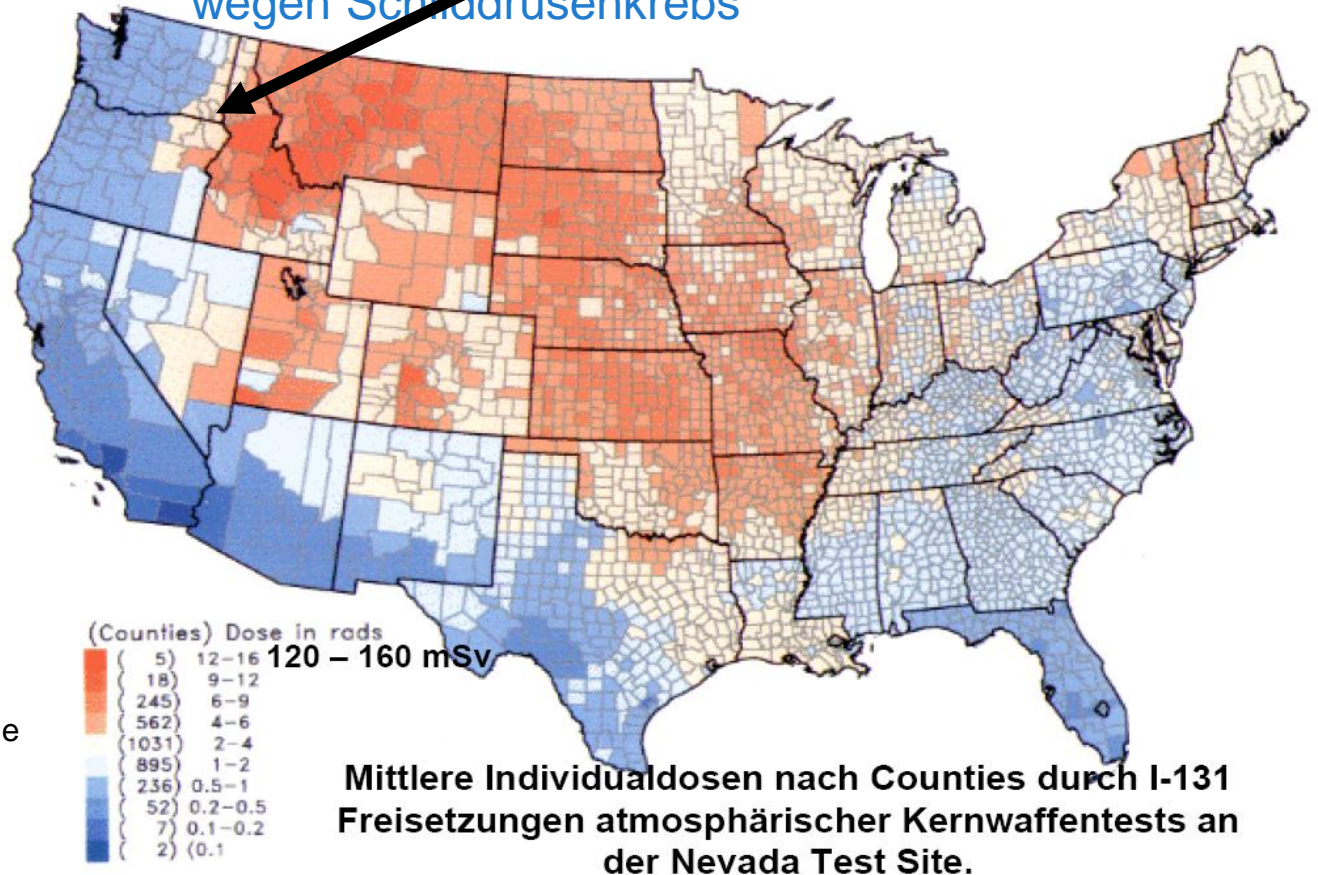 wegen Schilddrüsenkrebs
(Counties) Dose in rads
( 5) 12-16 120 – 160 mSv
( 18) 9-12
( 245) 6-9
( 562) 4-6
(1031) 2-4
( 895) 1-2
( 236) 0.5-1
( 52) 0.2-0.5
( 7) 0.1-0.2
( 2) (0.1
e
Mittlere Individualdosen nach Counties durch I-131
Freisetzungen atmosphärischer Kernwaffentests an
der Nevada Test Site.